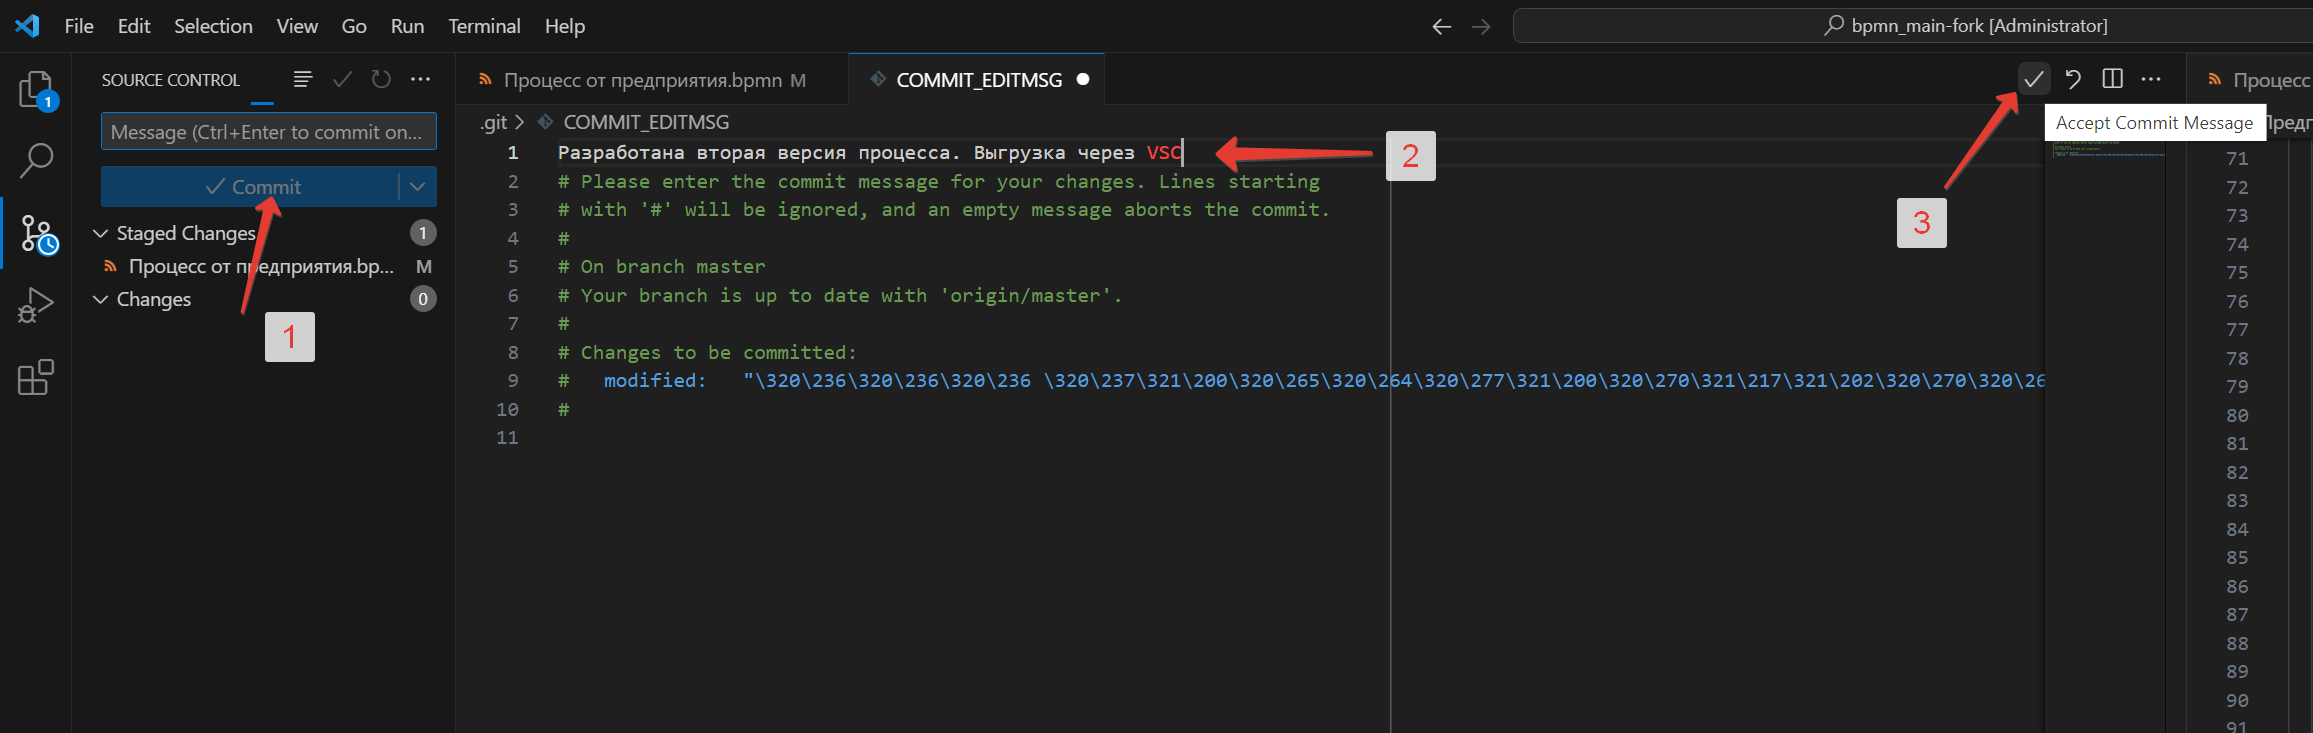 File Edit Selection View Go Run Terminal Help
bpmn_main-fork [Administrator]
SOURCE CONTROL
Message (Ctrl+Enter to commit on...
Commit
Staged Changes 1
Процесс от предприятия.bp... M
Changes 0
1
1
Процесс от предприятия.bpmn M
COMMIT_EDITMSG
.git > COMMIT_EDITMSG
1 Разработана вторая версия процесса. Выгрузка через VSC
2 # Please enter the commit message for your changes. Lines starting
3 # with '#' will be ignored, and an empty message aborts the commit.
4 #
5 # On branch master
6 # Your branch is up to date with 'origin/master'.
7 #
8 # Changes to be committed:
9 # modified: "\320\236\320\236\320\236 \320\237\321\200\320\265\320\264\320\277\321\200\320\270\321\217\321\202\320\270\320\26
10 #
11
2
3
Accept Commit Message
Процесс
Предп
71
72
73
74
75
76
77
78
79
80
81
82
83
84
85
86
87
88
89
90
91